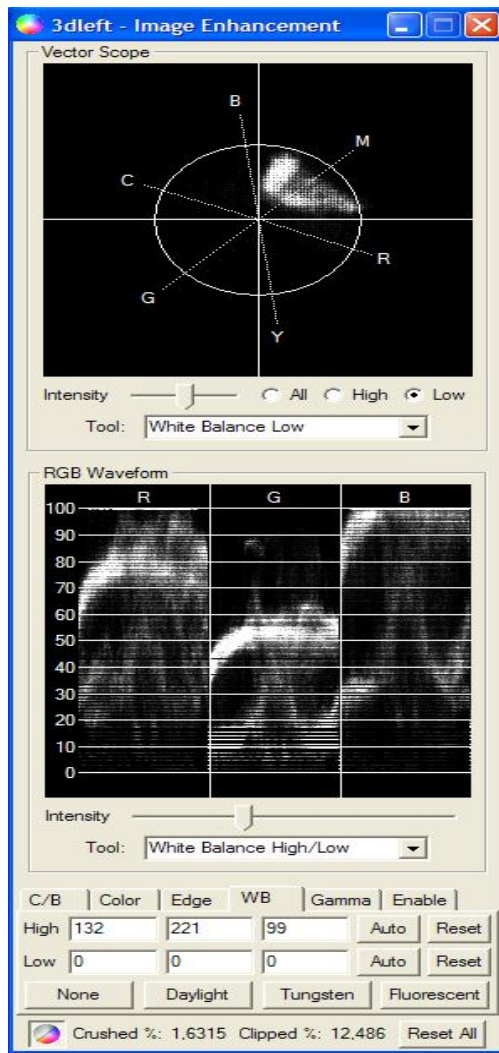 3dleft - Image Enhancement
Vector Scope
B
M
C
R
G
Y
Intensity All High Low
Tool: White Balance Low
RGB Waveform
R G B
100
90
80
70
60
50
40
30
20
10
0
Intensity
Tool: White Balance High/Low
C/B Color Edge WB Gamma Enable
High 132 221 99 Auto Reset
Low 0 0 0 Auto Reset
None Daylight Tungsten Fluorescent
Crushed %: 1,6315 Clipped %: 12,486 Reset All